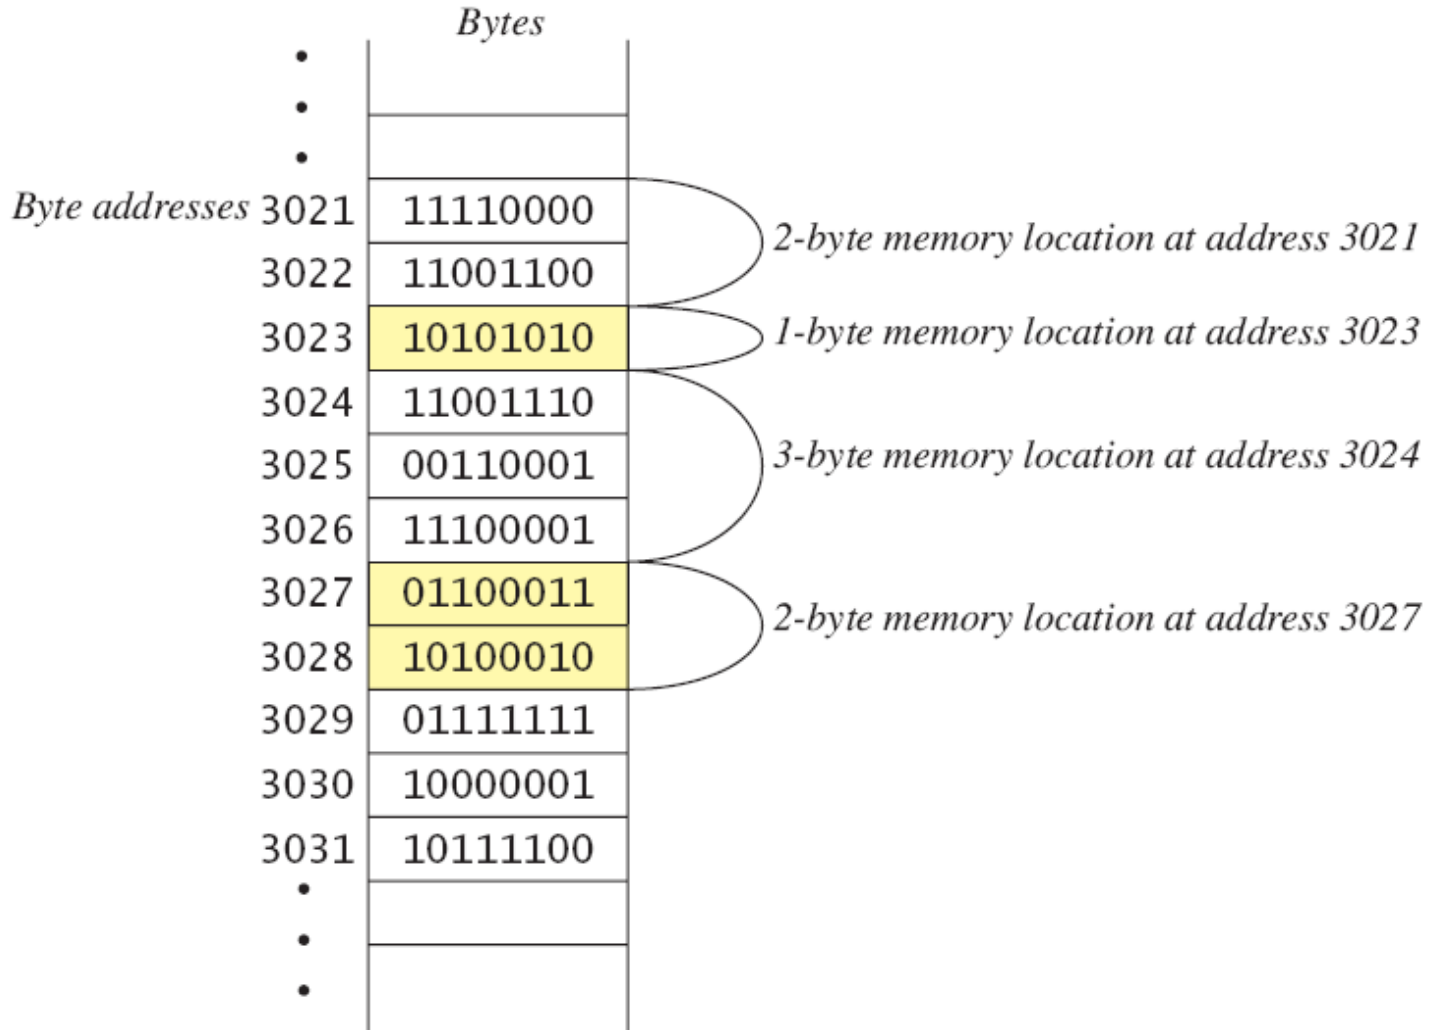 Bytes
Byte addresses 3021 11110000
2-byte memory location at address 3021
3022 11001100
3023 10101010 1-byte memory location at address 3023
3024 11001110
3-byte memory location at address 3024
3025 00110001
3026 11100001
3027 01100011
2-byte memory location at address 3027
3028 10100010
3029 01111111
3030 10000001
3031 10111100